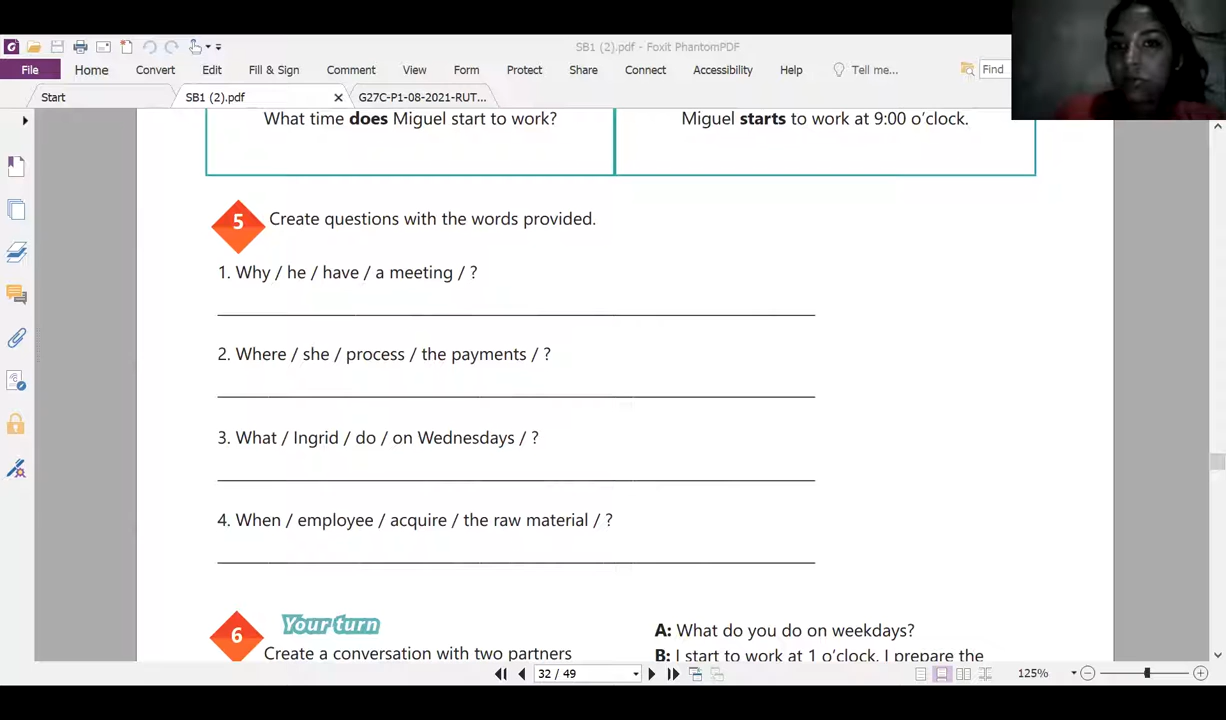 SB1 (2).pdf - Foxit PhantomPDF
File Home Convert Edit Fill & Sign Comment View Form Protect Share Connect Accessibility Help Tell me... Find
Start SB1 (2).pdf G27C-P1-08-2021-RUT...
What time does Miguel start to work? Miguel starts to work at 9:00 o'clock.
5 Create questions with the words provided.
1. Why / he / have / a meeting / ?
2. Where / she / process / the payments / ?
3. What / Ingrid / do / on Wednesdays / ?
4. When / employee / acquire / the raw material / ?
6 Your turn
Create a conversation with two partners
A: What do you do on weekdays?
B: I start to work at 1 o'clock. I prepare the
32 / 49 125%